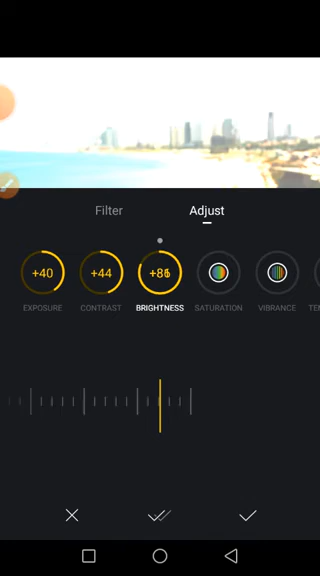 Filter Adjust
+40 +44
EXPOSURE CONTRAST BRIGHTNESS SATURATION VIBRANCE